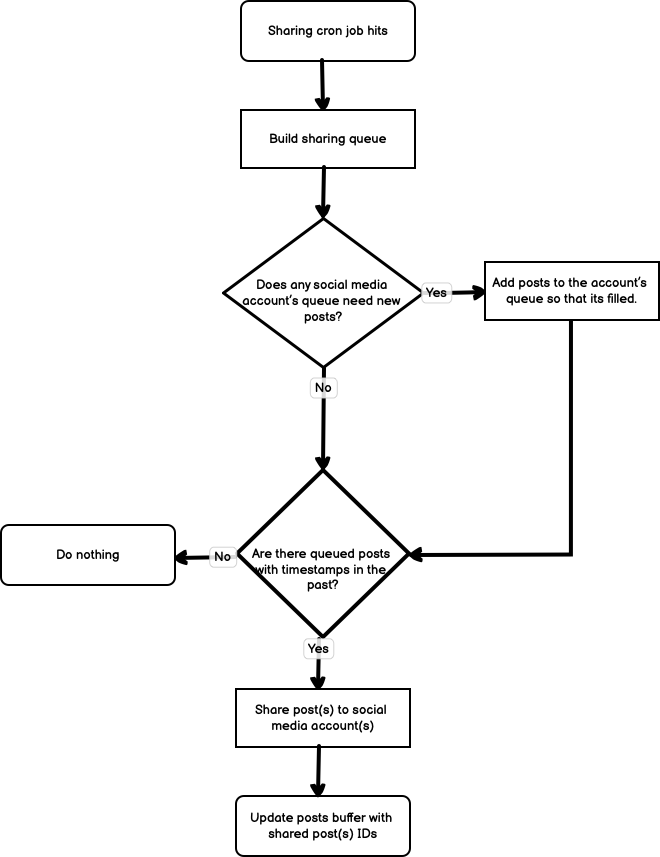 Sharing cron job hits
Build sharing queue
Does any social media
account's queue need new
posts?
Yes
Add posts to the account's
queue so that its filled.
No
Are there queued posts
with timestamps in the
past?
No
Do nothing
Yes
Share post(s) to social
media account(s)
Update posts buffer with
shared post(s) IDs